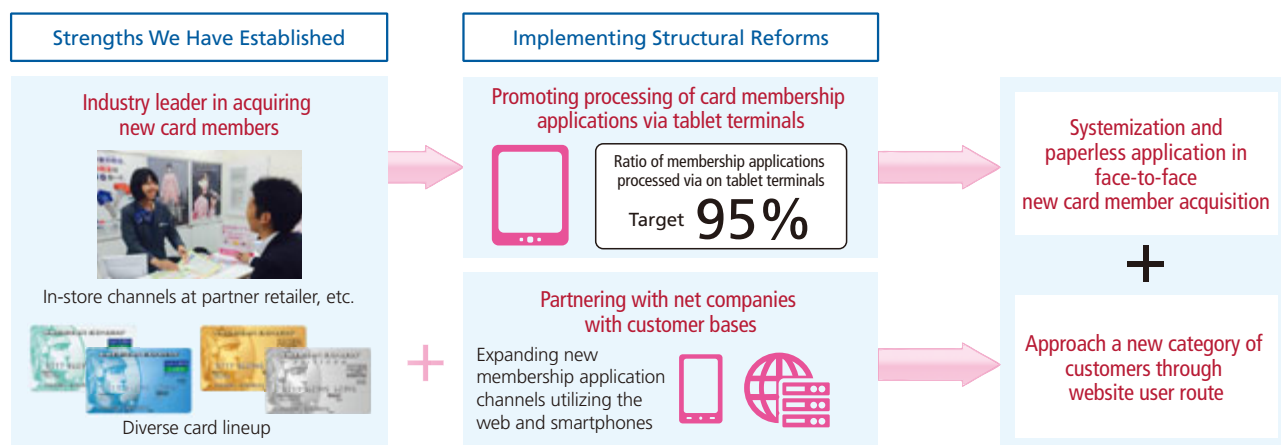 Strengths We Have Established
Industry leader in acquiring
new card members
In-store channels at partner retailer, etc.
Diverse card lineup
Implementing Structural Reforms
Promoting processing of card membership
applications via tablet terminals
Ratio of membership applications
processed via on tablet terminals
Target 95%
+
Partnering with net companies
with customer bases
Expanding new
membership application
channels utilizing the
web and smartphones
Systemization and
paperless application in
face-to-face
new card member acquisition
+
Approach a new category of
customers through
website user route